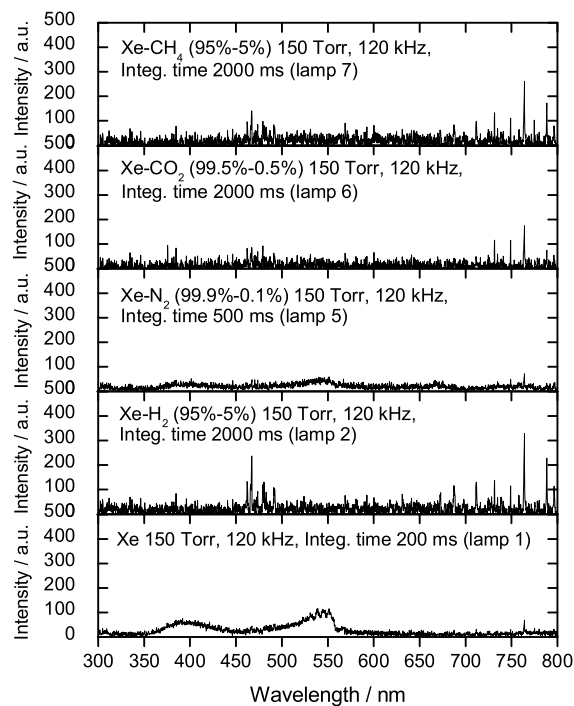 500
400
300
200
100
Intensity / a.u.
Xe-CH4 (95%-5%) 150 Torr, 120 kHz,
Integ. time 2000 ms (lamp 7)
500
400
300
200
100
Intensity / a.u.
Xe-CO2 (99.5%-0.5%) 150 Torr, 120 kHz,
Integ. time 2000 ms (lamp 6)
500
400
300
200
100
Intensity / a.u.
Xe-N2 (99.9%-0.1%) 150 Torr, 120 kHz,
Integ. time 500 ms (lamp 5)
500
400
300
200
100
Intensity / a.u.
Xe-H2 (95%-5%) 150 Torr, 120 kHz,
Integ. time 2000 ms (lamp 2)
500
400
300
200
100
0
Intensity / a.u.
Xe 150 Torr, 120 kHz, Integ. time 200 ms (lamp 1)
300 350 400 450 500 550 600 650 700 750 800
Wavelength / nm